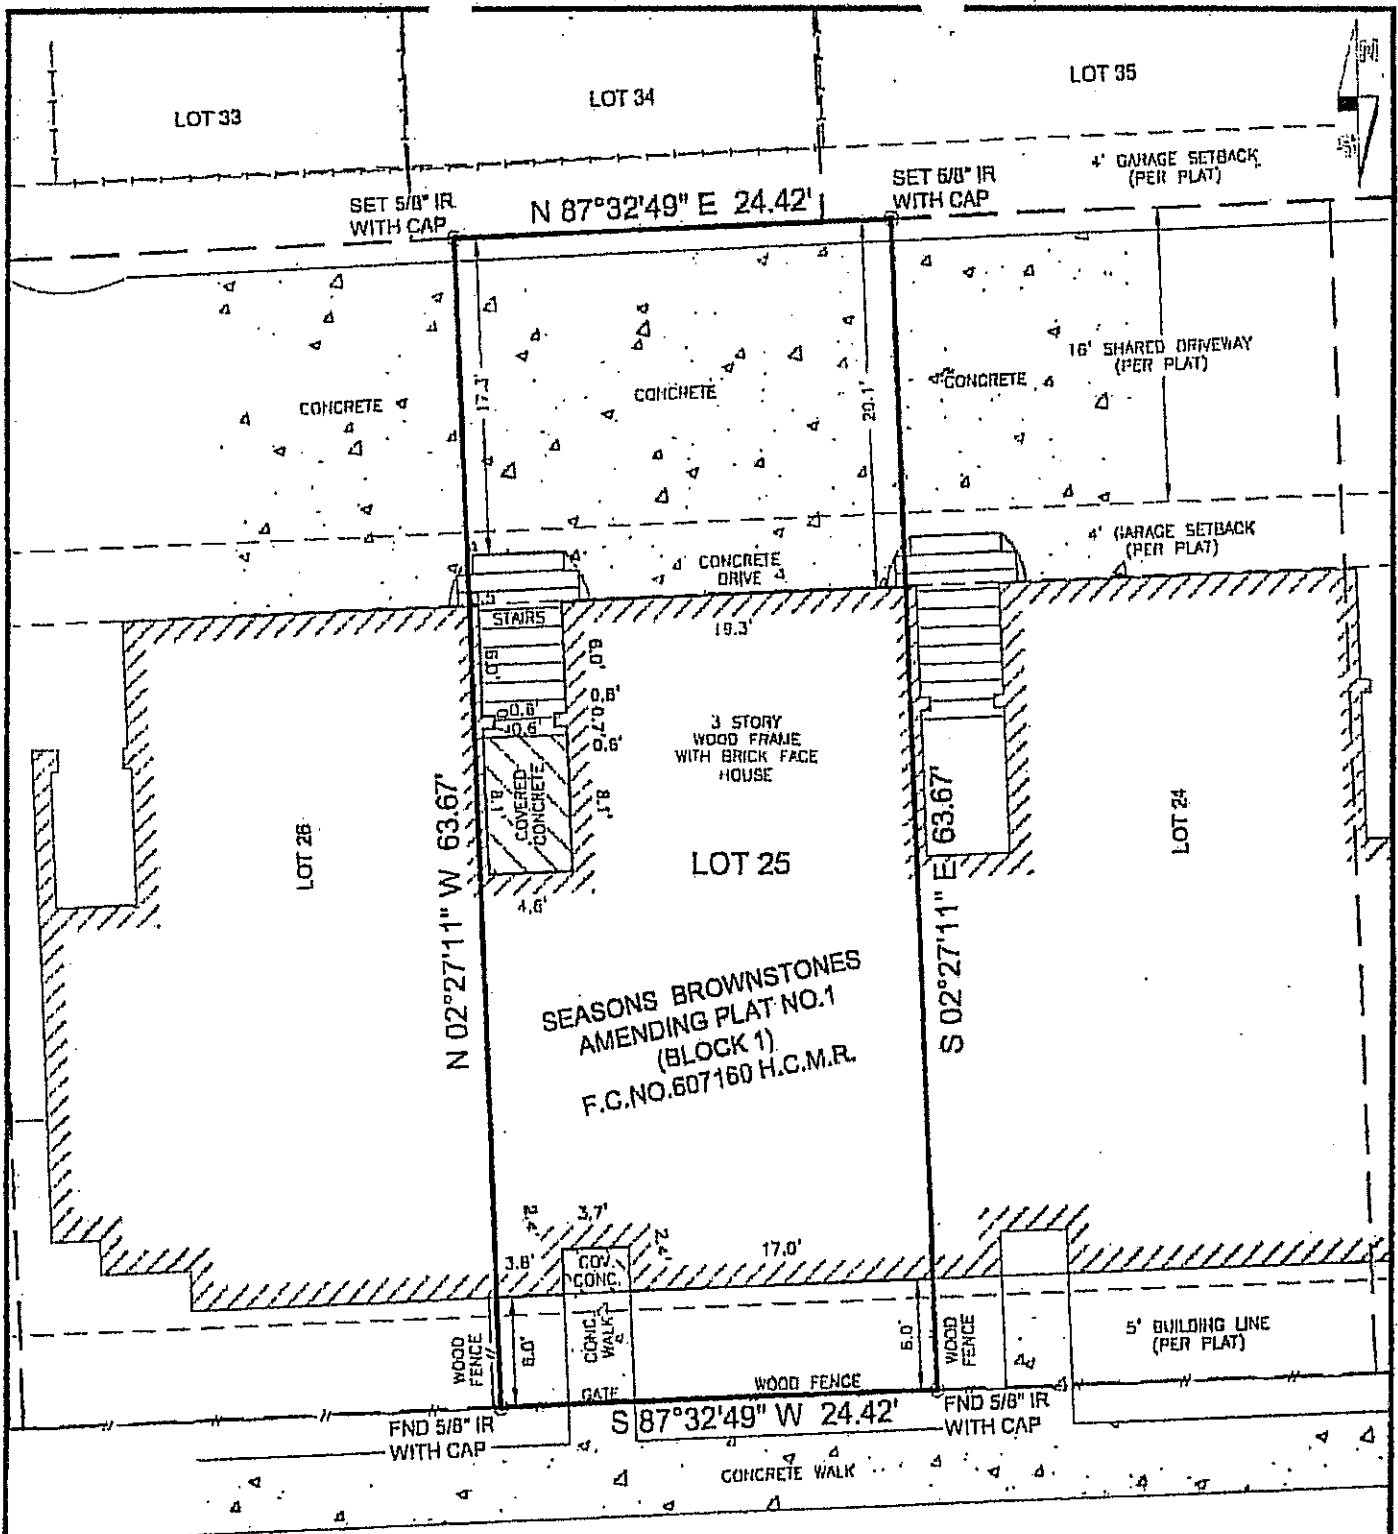 LOT 33
LOT 34
LOT 35
4' GARAGE SETBACK
(PER PLAT)
SET 5/8" IR
WITH CAP
N 87°32'49" E 24.42'
SET 5/8" IR
WITH CAP
17.3'
20.1'
16' SHARED DRIVEWAY
(PER PLAT)
CONCRETE
CONCRETE
CONCRETE
4' GARAGE SETBACK
(PER PLAT)
CONCRETE
DRIVE
STAIRS
19.3'
6.0'
6.0'
0.6'
0.7'
0.6'
0.6'
0.6'
3 STORY
WOOD FRAME
WITH BRICK FACE
HOUSE
COVERED
CONCRETE
8.1'
8.1'
4.6'
LOT 26
N 02°27'11" W 63.67'
LOT 25
S 02°27'11" E 63.67'
LOT 24
SEASONS BROWNSTONES
AMENDING PLAT NO.1
(BLOCK 1)
F.C.NO.607160 H.C.M.R.
2.4'
3.7'
2.4'
3.8'
COV.
CONC.
17.0'
WOOD
FENCE
6.0'
CONC.
WALK
6.0'
WOOD
FENCE
5' BUILDING LINE
(PER PLAT)
GATE
WOOD FENCE
FND 5/8" IR
WITH CAP
S 87°32'49" W 24.42'
FND 5/8" IR
WITH CAP
CONCRETE WALK